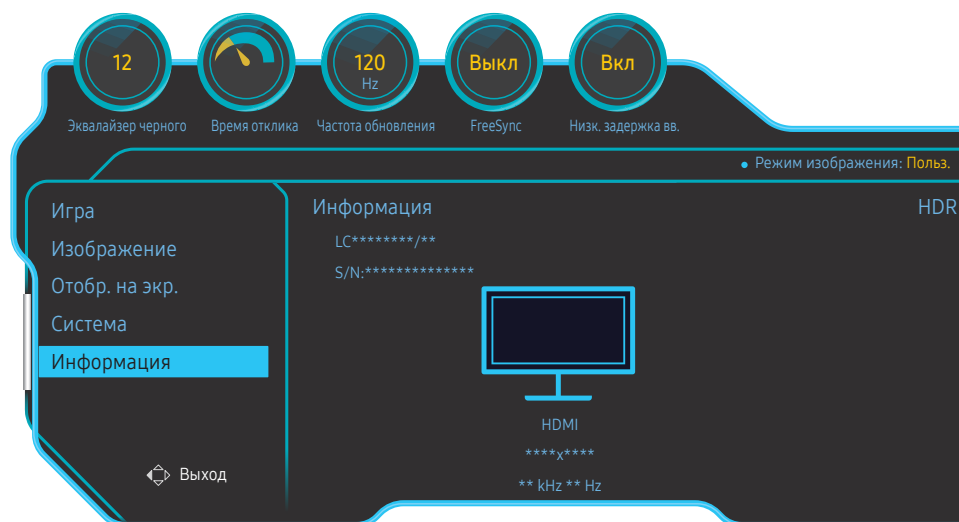 12
120
Hz
Выкл
Вкл
Эквалайзер черного
Время отклика
Частота обновления
FreeSync
Низк. задержка вв.
Режим изображения: Польз.
Игра
Изображение
Отобр. на экр.
Система
Информация
Выход
Информация
HDR
LC********/**
S/N:**************
HDMI
****x****
** kHz ** Hz